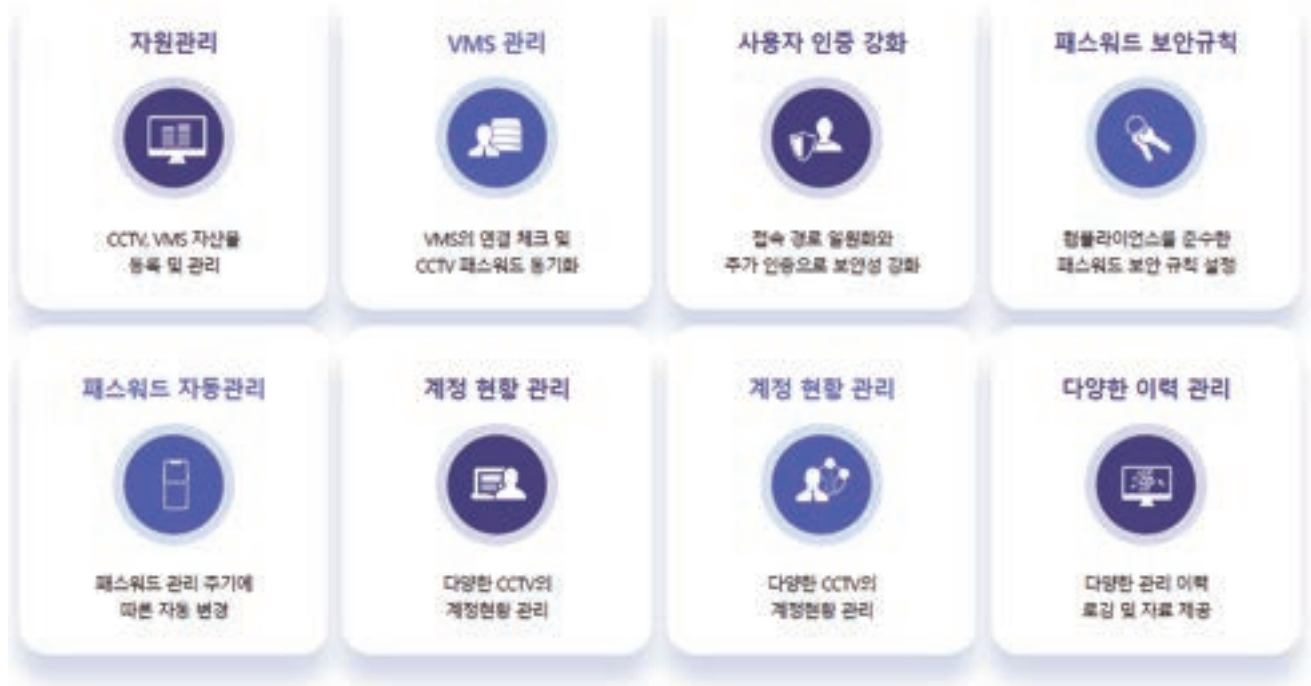 자원관리
CCTV, VMS 자산을
등록 및 관리
VMS 관리
VMS의 연결 체크 및
CCTV 패스워드 동기화
사용자 인증 강화
접속 경로 일원화와
추가 인증으로 보안성 강화
패스워드 보안규칙
컴플라이언스를 준수한
패스워드 보안 규칙 설정
패스워드 자동관리
패스워드 관리 주기에
따른 자동 변경
계정 현황 관리
다양한 CCTV의
계정현황 관리
계정 현황 관리
다양한 CCTV의
계정현황 관리
다양한 이력 관리
다양한 관리 이력
로깅 및 자료 제공